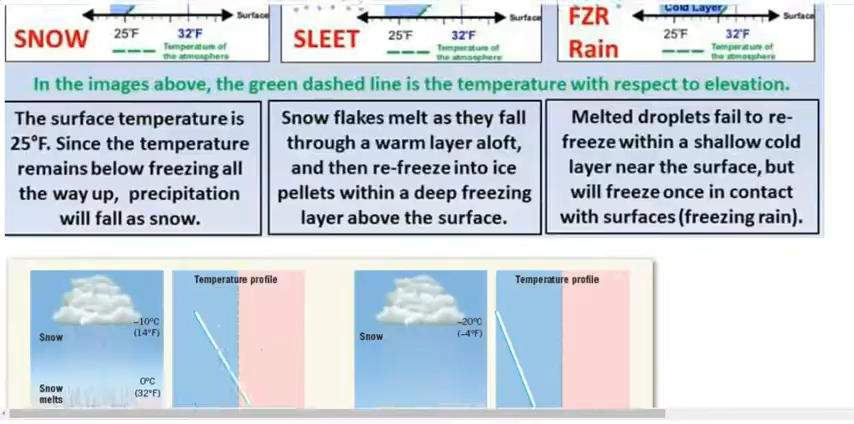 Surface
25°F 32°F
SNOW
Temperature of
the atmosphere
Surface
25°F 32°F
SLEET
Temperature of
the atmosphere
Cold Layer
Surface
25°F 32°F
FZR
Rain
Temperature of
the atmosphere
In the images above, the green dashed line is the temperature with respect to elevation.
The surface temperature is
25°F. Since the temperature
remains below freezing all
the way up, precipitation
will fall as snow.
Snow flakes melt as they fall
through a warm layer aloft,
and then re-freeze into ice
pellets within a deep freezing
layer above the surface.
Melted droplets fail to re-
freeze within a shallow cold
layer near the surface, but
will freeze once in contact
with surfaces (freezing rain).
–10°C
(14°F)
Snow
0°C
(32°F)
Snow
melts
Temperature profile
–20°C
(–4°F)
Snow
Temperature profile